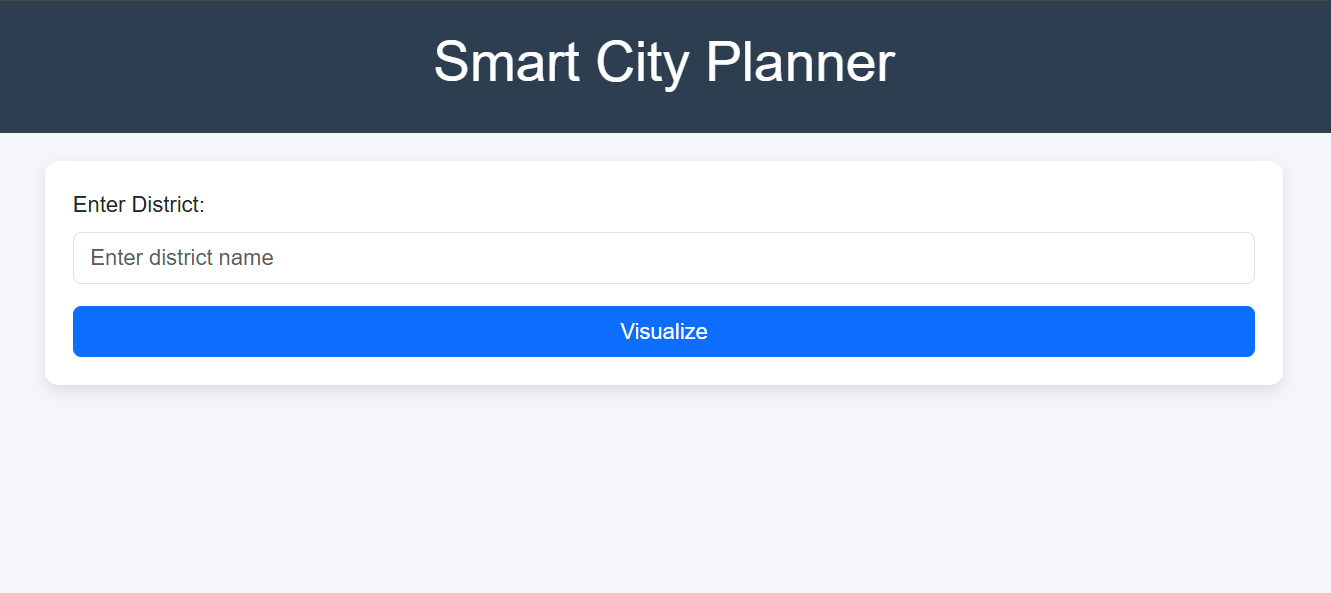 Smart City Planner
Enter District:
Enter district name
Visualize